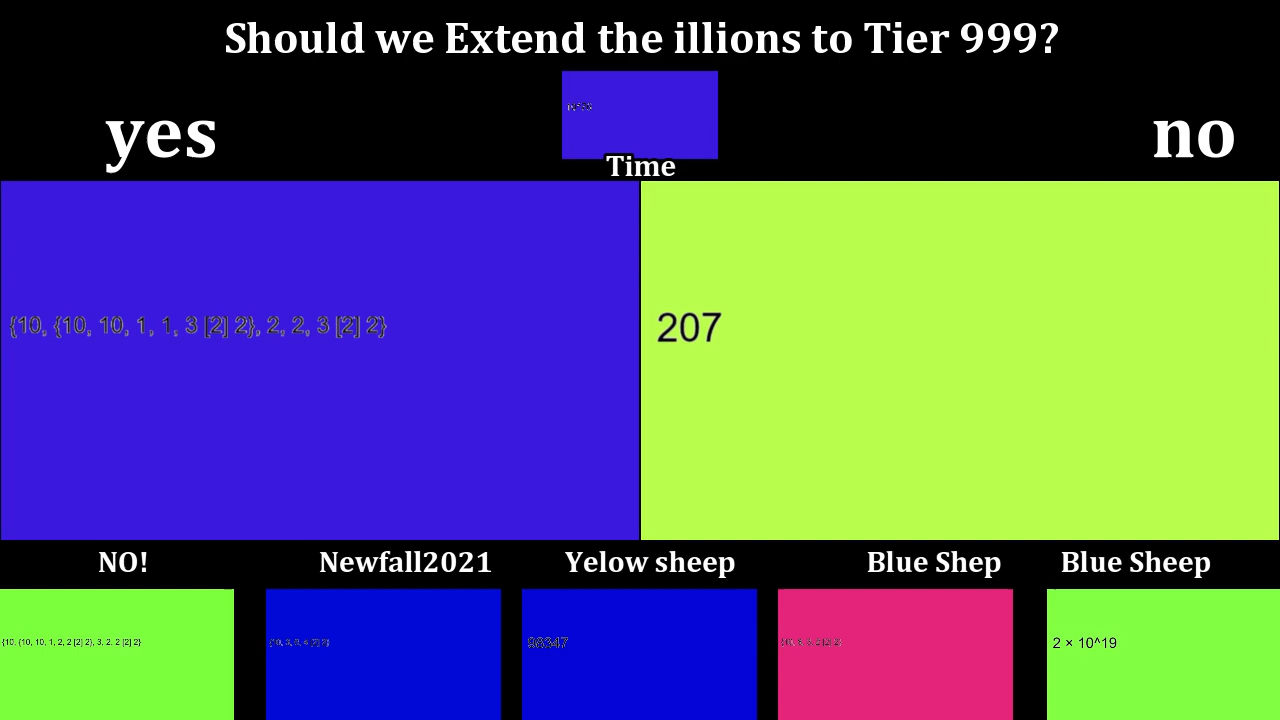 Should we Extend the illions to Tier 999?
yes
no
Time
{10, {10, 10, 1, 1, 3 [2] 2}, 2, 2, 3 [2] 2}
207
NO!
Newfall2021
Yelow sheep
Blue Shep
Blue Sheep
{10, {10, 10, 1, 2, 2 [2] 2}, 3, 2, 2 [2] 2}
98347
2 × 10^19